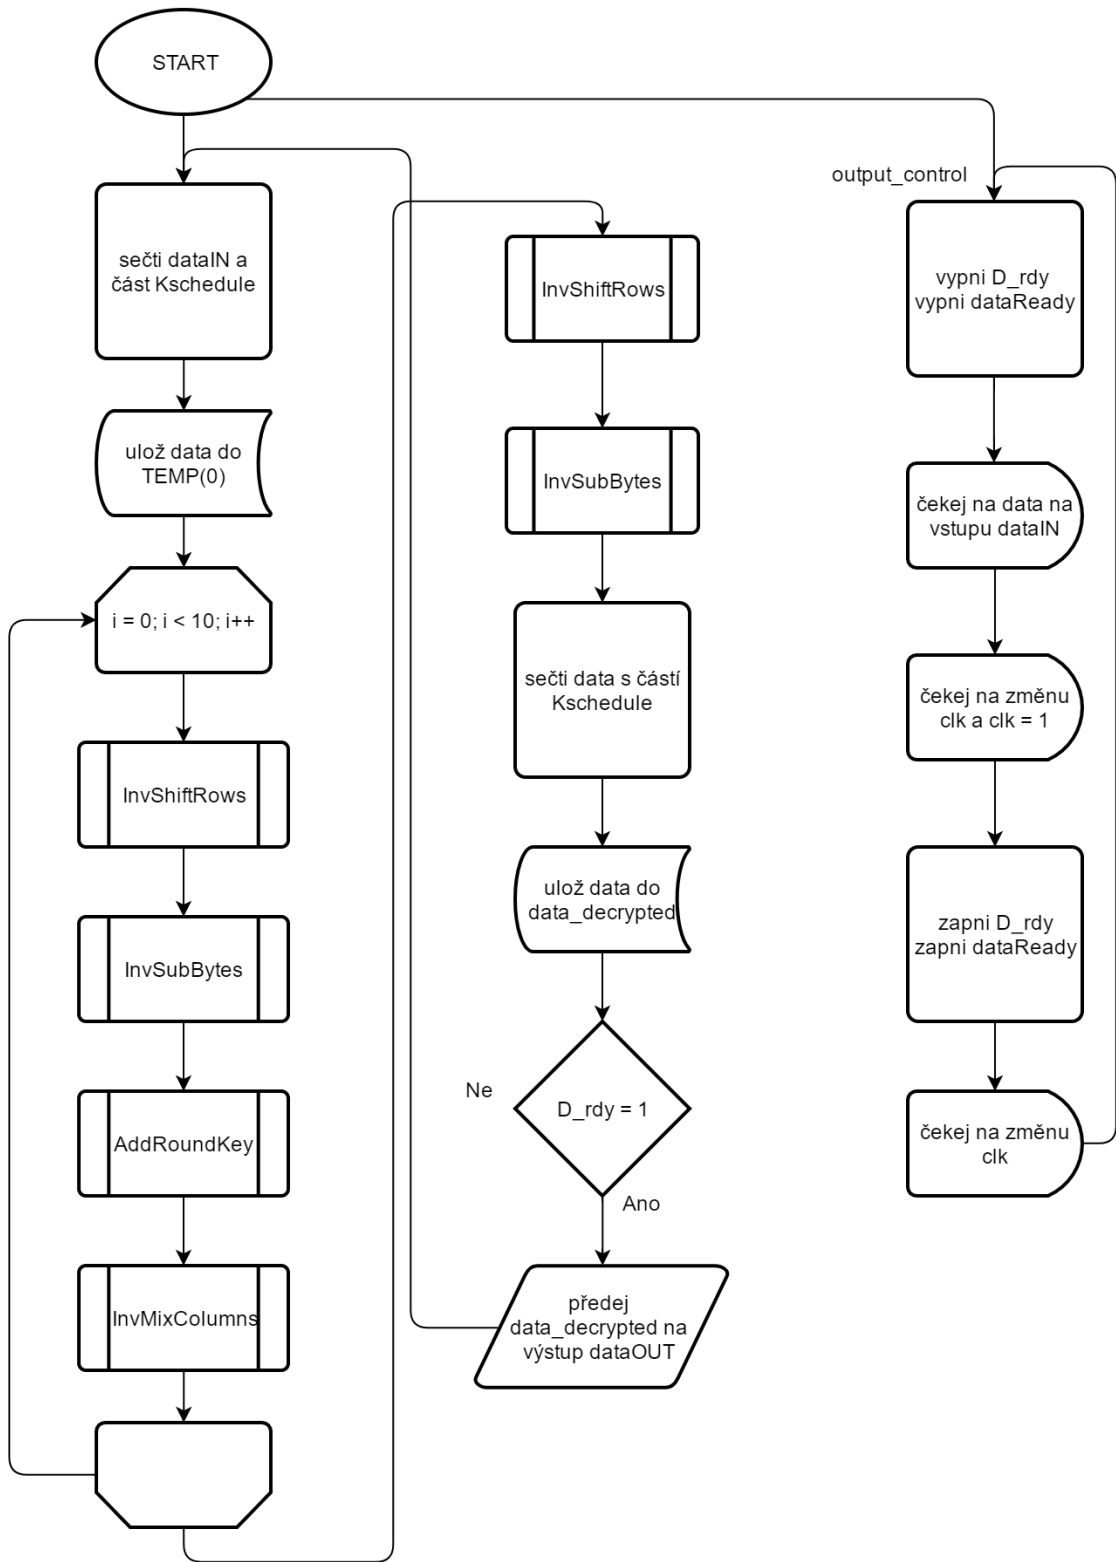 START
sečti dataIN a
část Kschedule
ulož data do
TEMP(0)
i = 0; i < 10; i++
InvShiftRows
InvSubBytes
AddRoundKey
InvMixColumns
InvShiftRows
InvSubBytes
sečti data s částí
Kschedule
ulož data do
data_decrypted
D_rdy = 1
Ne
Ano
předej
data_decrypted na
výstup dataOUT
output_control
vypni D_rdy
vypni dataReady
čekej na data na
vstupu dataIN
čekej na změnu
clk a clk = 1
zapni D_rdy
zapni dataReady
čekej na změnu
clk